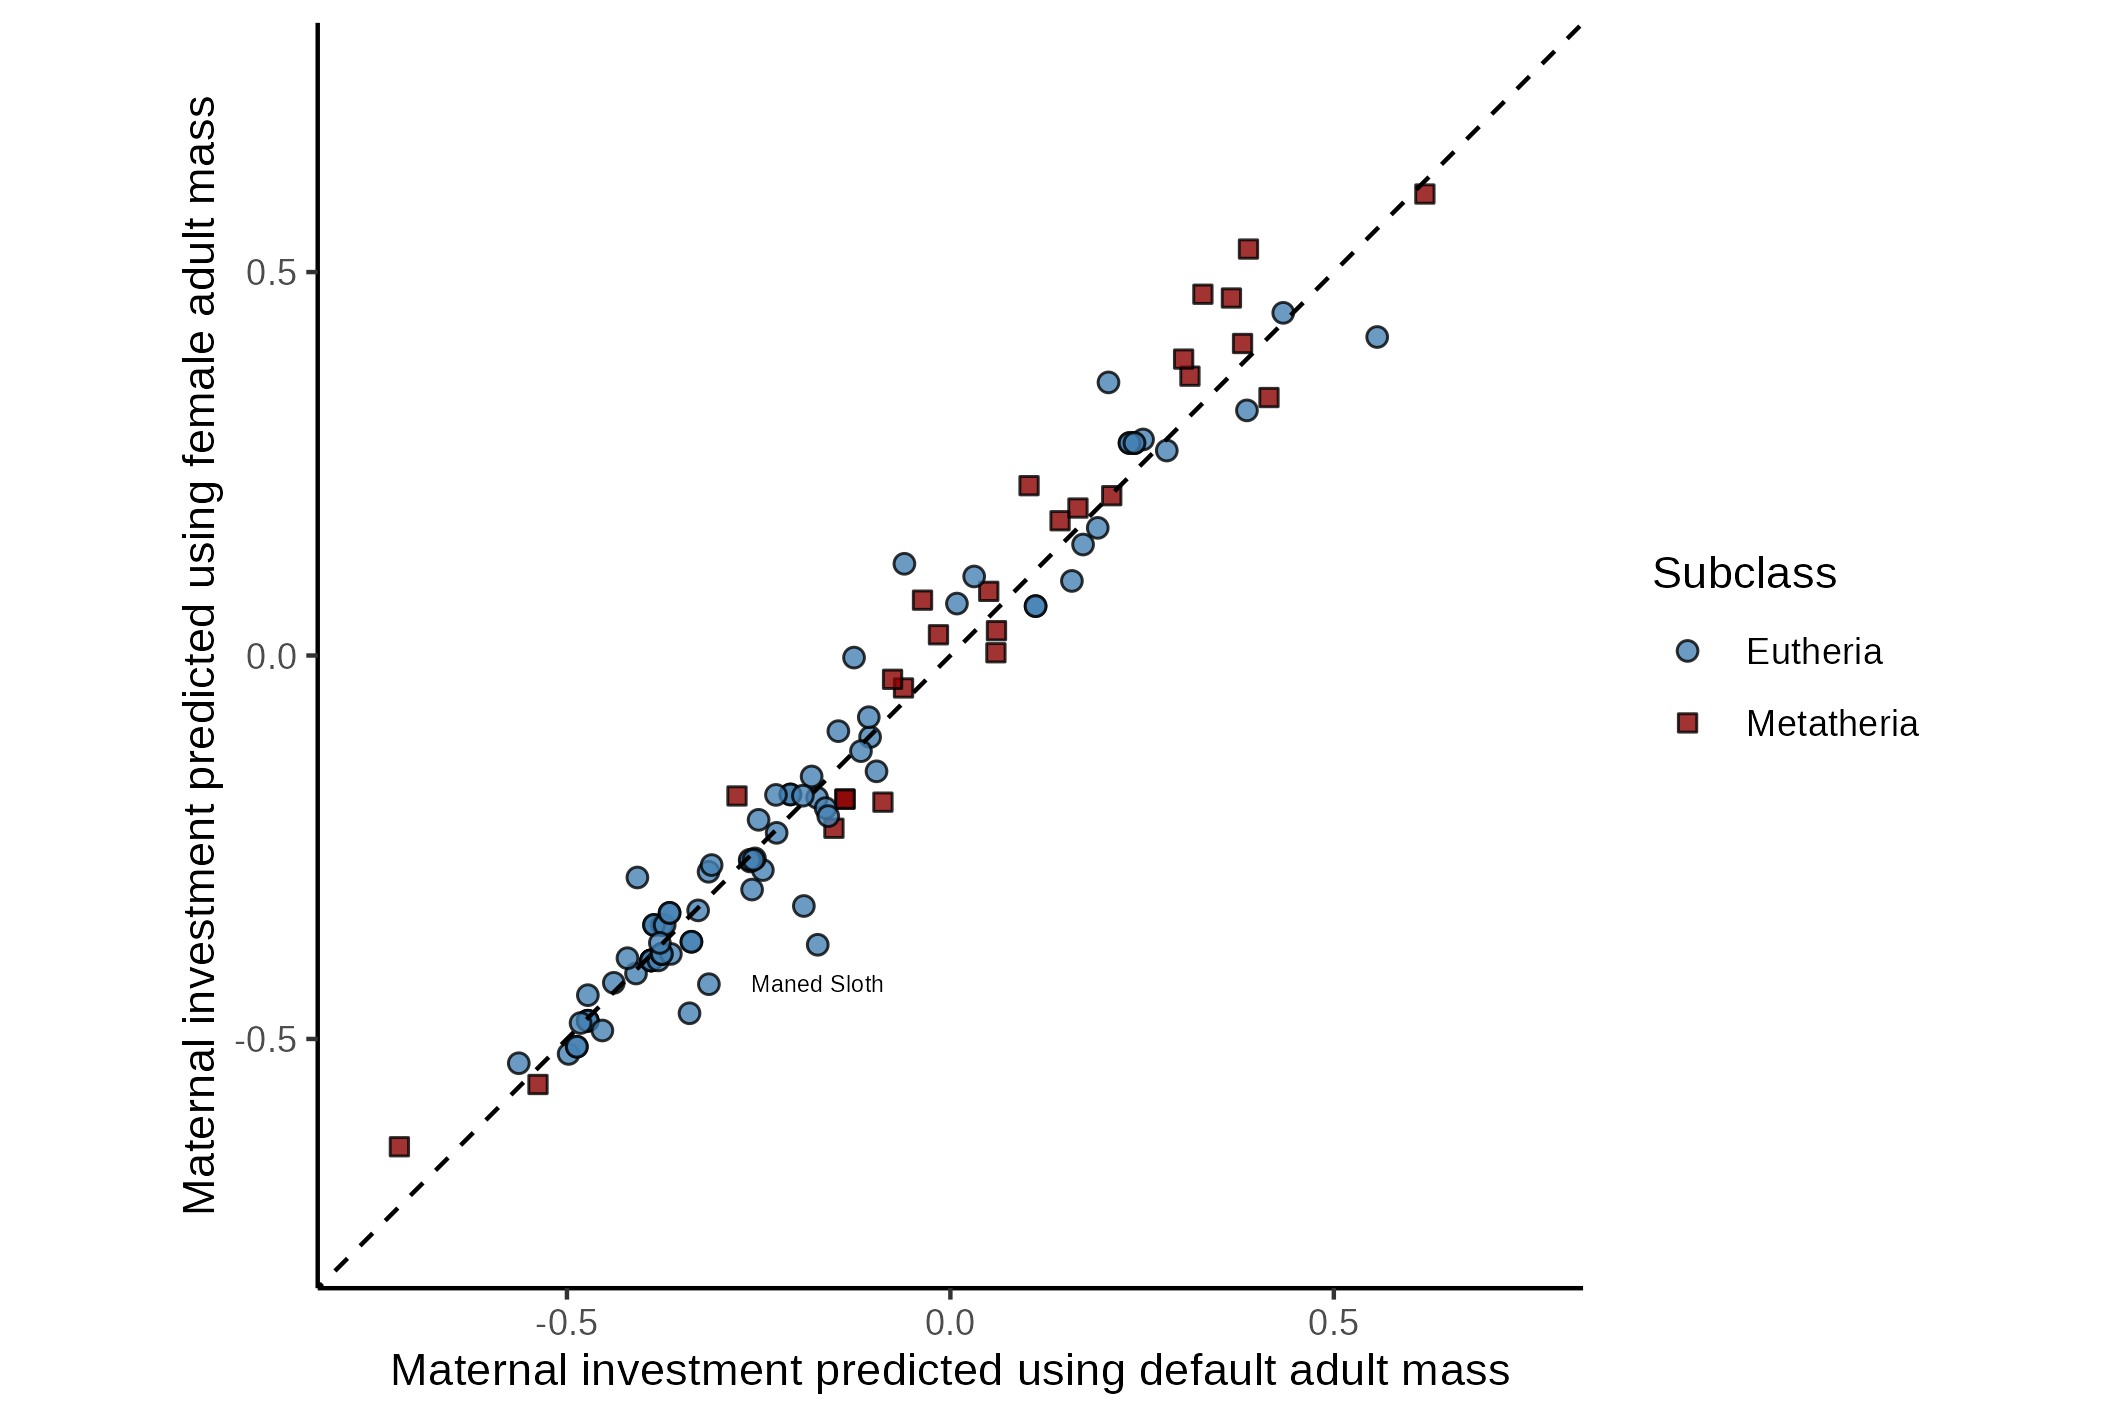 Maternal investment predicted using female adult mass
0.5
0.0
-0.5
Maned Sloth
-0.5
0.0
0.5
Maternal investment predicted using default adult mass
Subclass
Eutheria
Metatheria